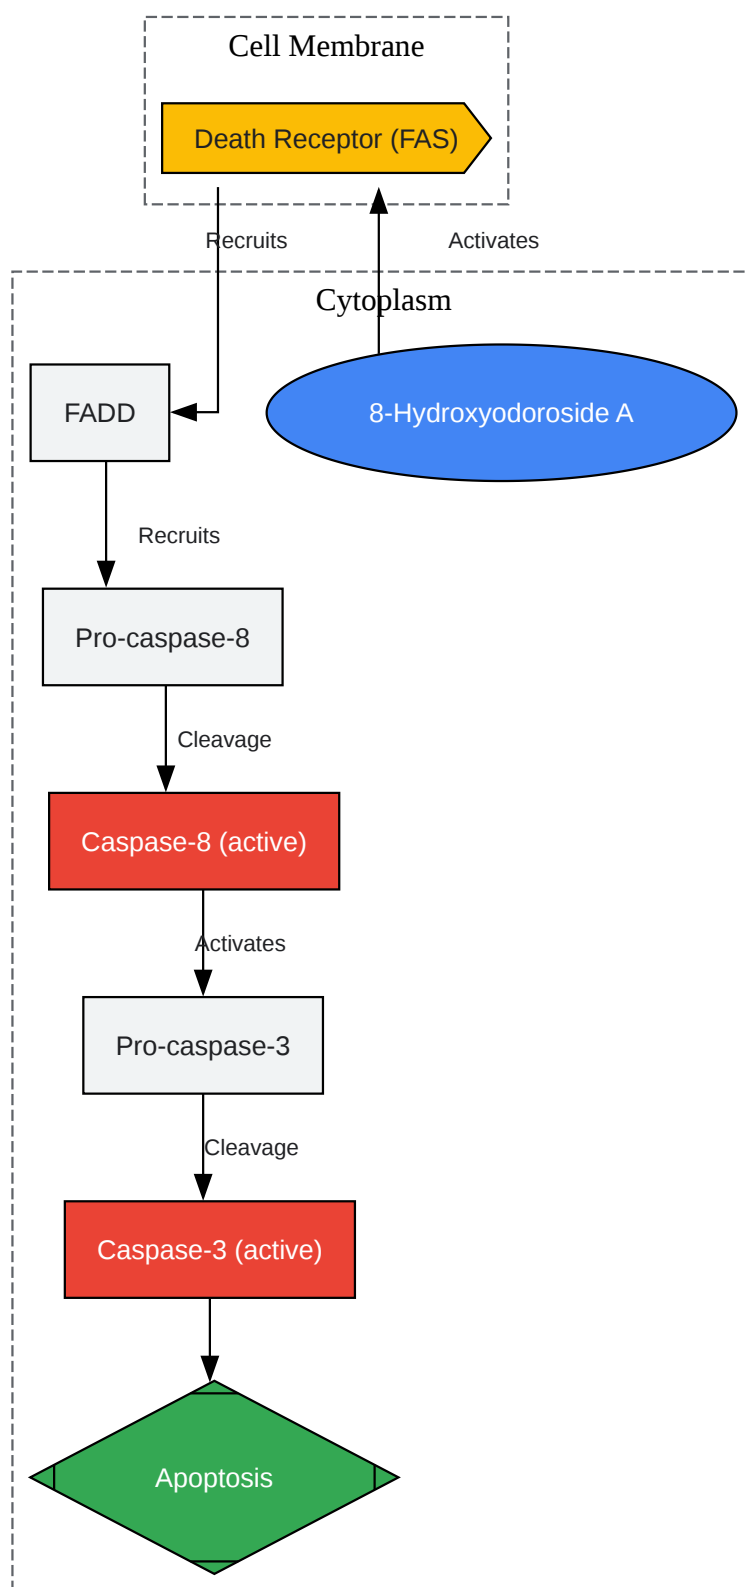 Cell Membrane
Death Receptor (FAS)
Recruits
Activates
Cytoplasm
FADD
8-Hydroxyodoroside A
Recruits
Pro-caspase-8
Cleavage
Caspase-8 (active)
Activates
Pro-caspase-3
Cleavage
Caspase-3 (active)
Apoptosis